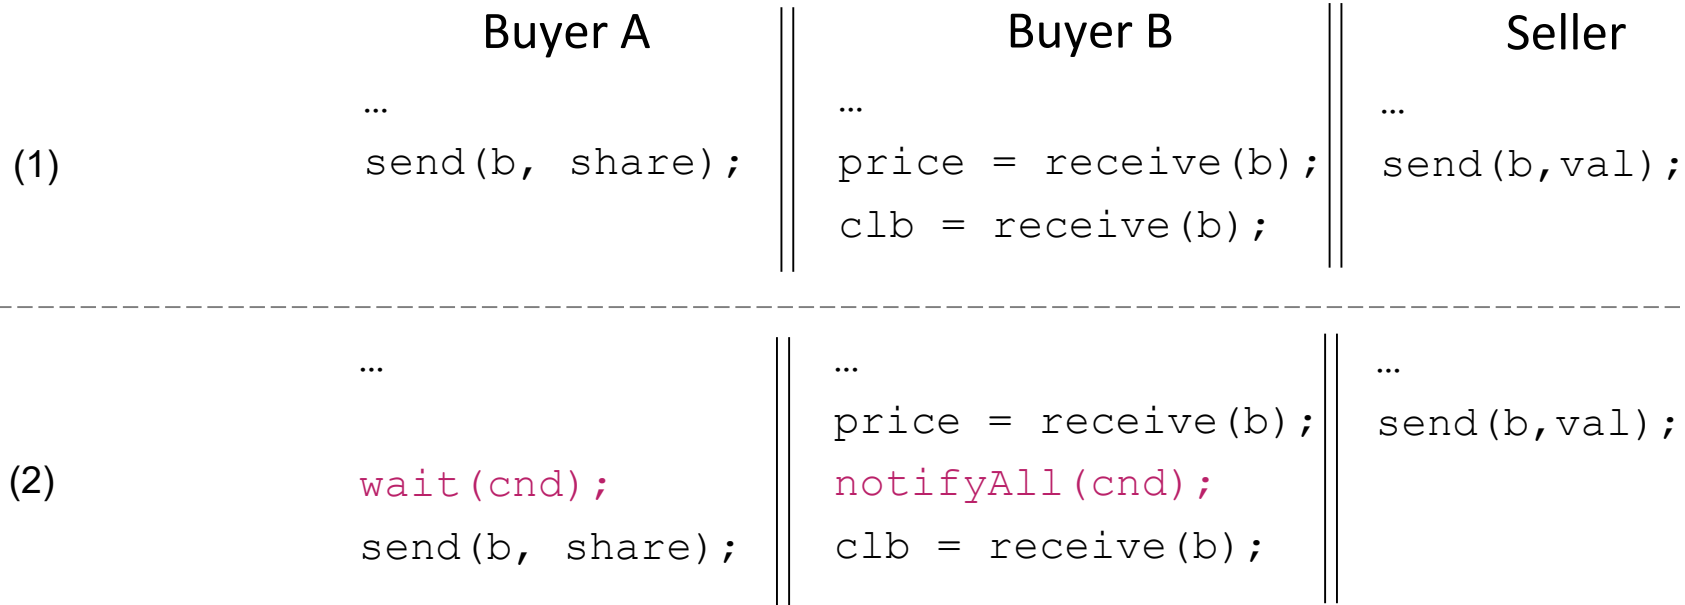 Buyer A Buyer B Seller
… … …
(1) send(b, share); price = receive(b); send(b,val);
clb = receive(b);
… … …
price = receive(b); send(b,val);
(2) wait(cnd); notifyAll(cnd);
send(b, share); clb = receive(b);